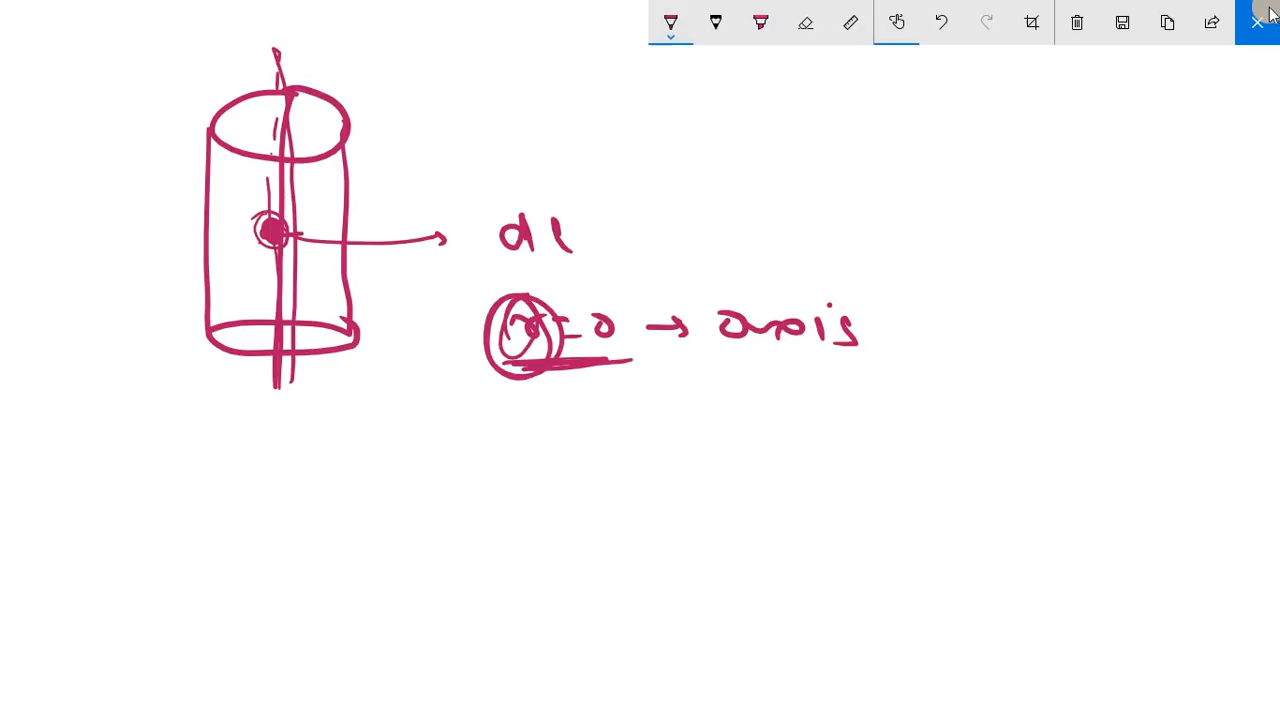 dl
r=0 → axis